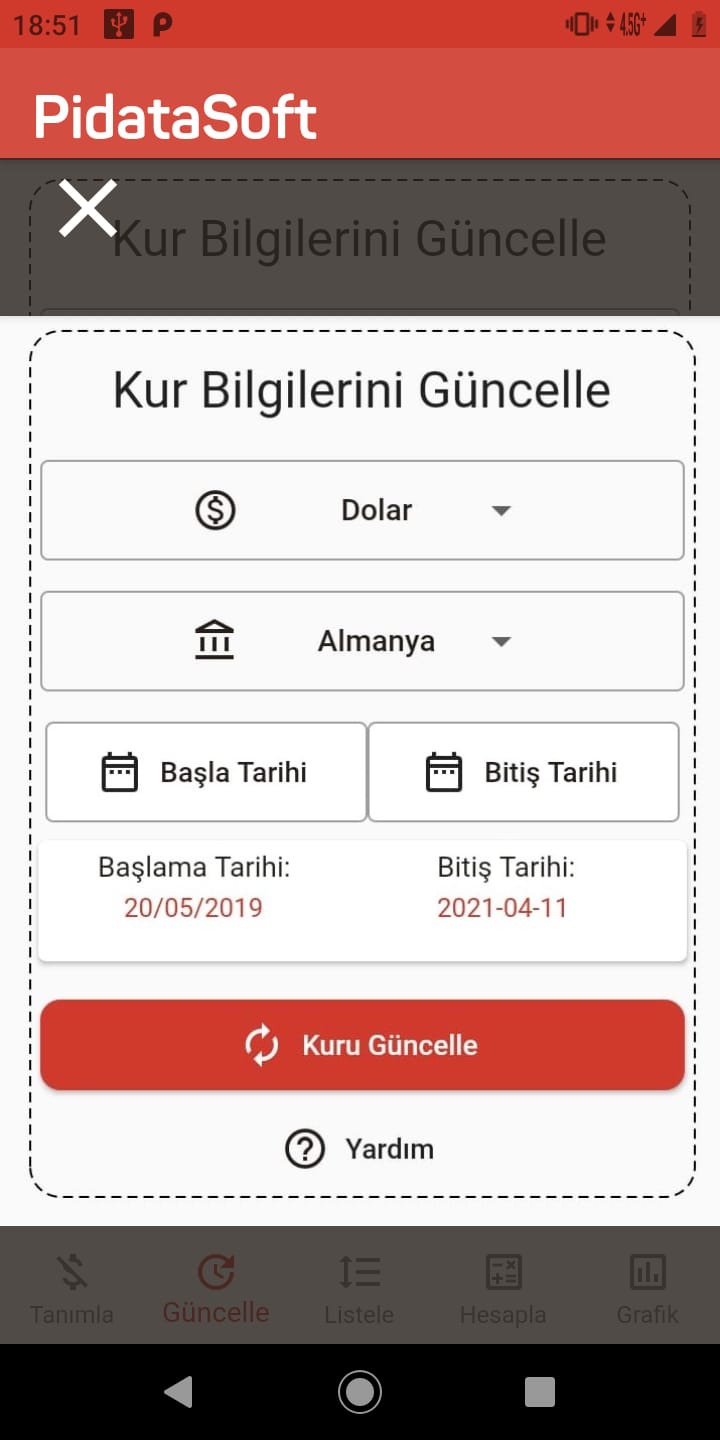 18:51 4.5G+
PidataSoft
Kur Bilgilerini Güncelle
Kur Bilgilerini Güncelle
Dolar
Almanya
Başla Tarihi Bitiş Tarihi
Başlama Tarihi: Bitiş Tarihi:
20/05/2019 2021-04-11
Kuru Güncelle
Yardım
Tanımla Güncelle Listele Hesapla Grafik